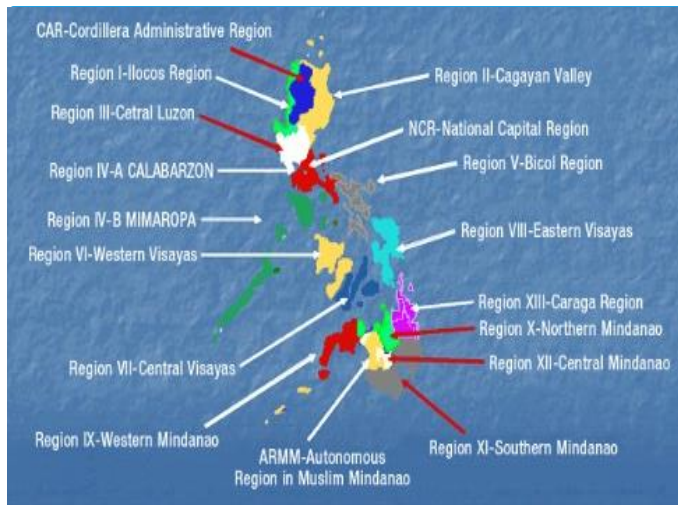 CAR-Cordillera Administrative Region
Region I-Ilocos Region
Region II-Cagayan Valley
Region III-Cetral Luzon
NCR-National Capital Region
Region V-Bicol Region
Region IV-A CALABARZON
Region IV-B MIMAROPA
Region VIII-Eastern Visayas
Region VI-Western Visayas
Region XIII-Caraga Region
Region X-Northern Mindanao
Region XII-Central Mindanao
Region VII-Central Visayas
Region IX-Western Mindanao
Region XI-Southern Mindanao
ARMM-Autonomous
Region in Muslim Mindanao